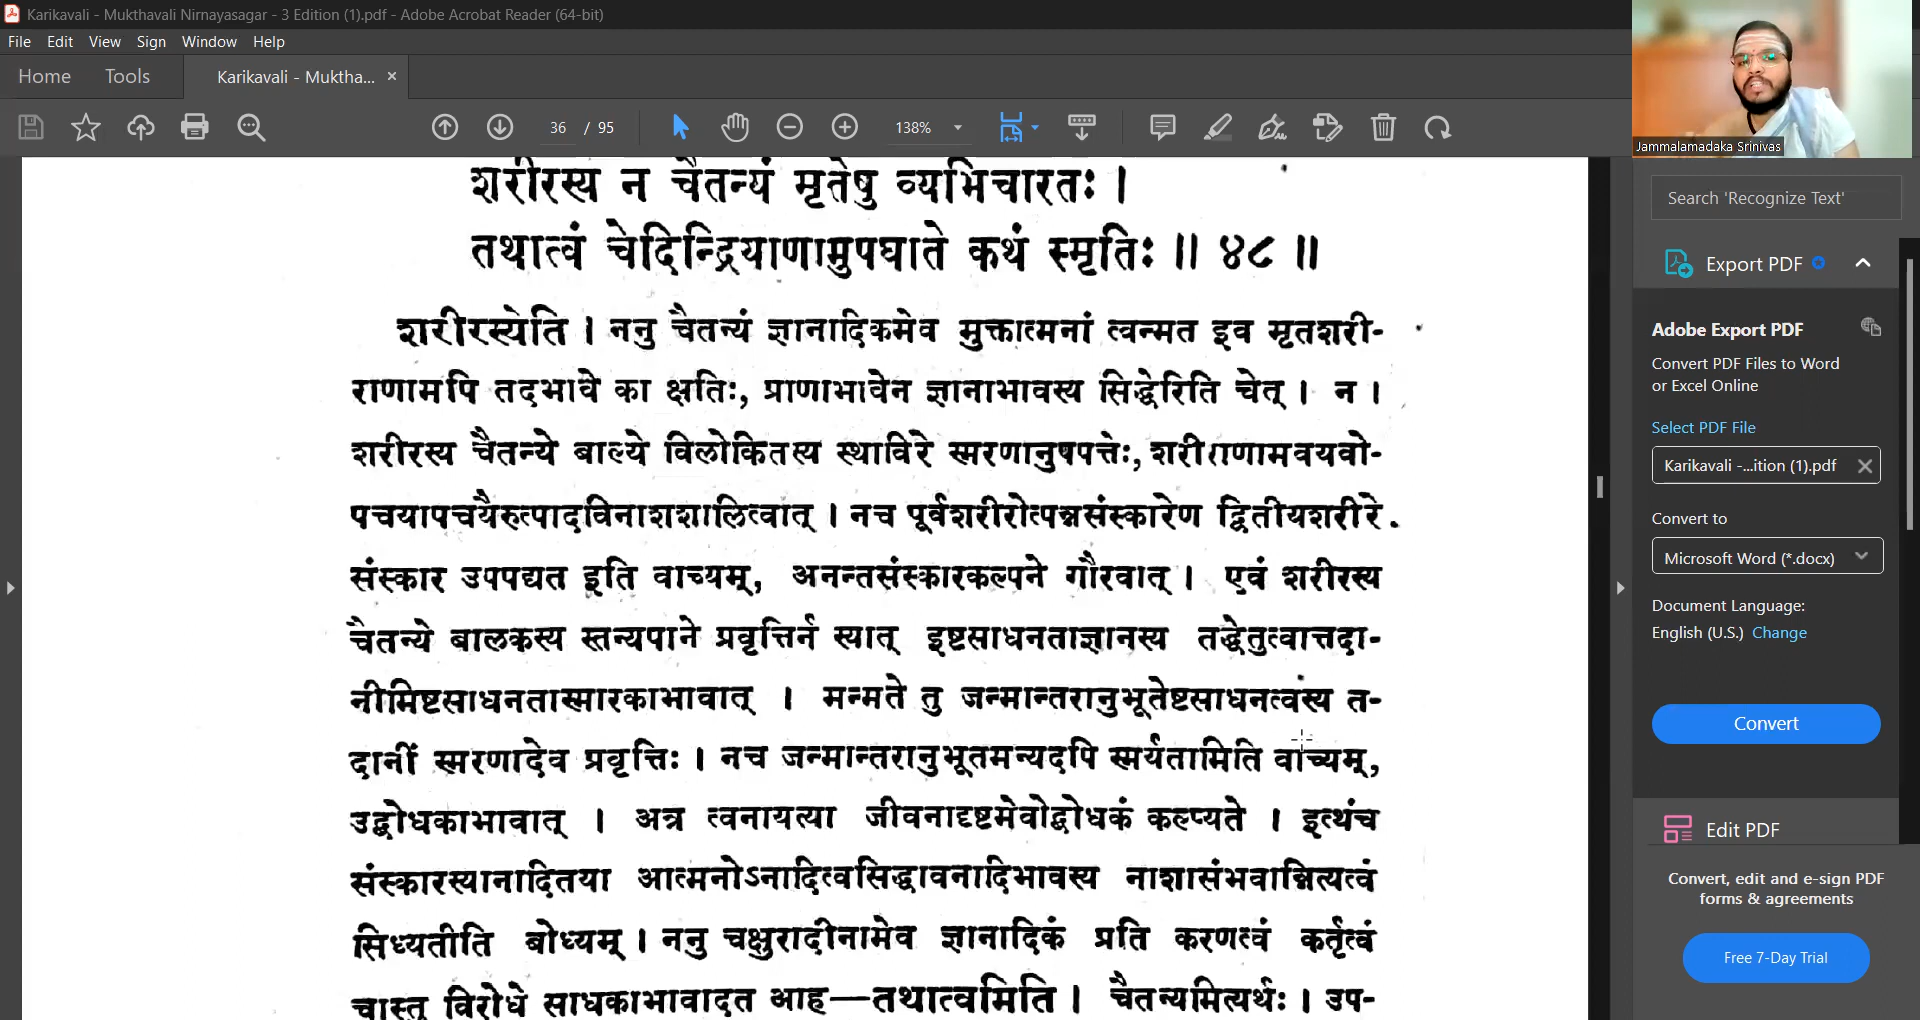 Karikavali - Mukthavali Nirnayasagar - 3 Edition (1).pdf - Adobe Acrobat Reader (64-bit)
File Edit View Sign Window Help
Home Tools Karikavali - Muktha... ×
36 / 95 138%
Jammalamadaka Srinivas
शरीरस्य न चैतन्यं मृतेषु व्यभिचारतः ।
तथात्वं चेदिन्द्रियाणामुपघाते कथं स्मृतिः ॥ ४८ ॥
शरीरस्येति । ननु चैतन्यं ज्ञानादिकमेव मुक्तात्मनां त्वन्मत इव मृतशरी-
राणामपि तदभावे का क्षतिः, प्राणाभावेन ज्ञानाभावस्य सिद्धेरिति चेत् । न ।
शरीरस्य चैतन्ये बाल्ये विलोकितस्य स्थाविरे स्मरणानुपपत्तेः, शरीराणामवयवो-
पचयापचयैरुत्पादविनाशशालित्वात् । नच पूर्वशरीरोत्पन्नसंस्कारेण द्वितीयशरीरे
संस्कार उपपद्यत इति वाच्यम्, अनन्तसंस्कारकल्पने गौरवात् । एवं शरीरस्य
चैतन्ये बालकस्य स्तन्यपाने प्रवृत्तिर्न स्यात् इष्टसाधनताज्ञानस्य तद्धेतुत्वात्तदा-
नीमिष्टसाधनतास्मारकाभावात् । मन्मते तु जन्मान्तरानुभूतेष्टसाधनत्वस्य त-
दानीं स्मरणादेव प्रवृत्तिः । नच जन्मान्तरानुभूतमन्यदपि स्मर्यतामिति वाच्यम्,
उद्बोधकाभावात् । अत्र त्वनायत्या जीवनादृष्टमेवोद्बोधकं कल्प्यते । इत्थंच
संस्कारस्यानादितया आत्मनोऽनादित्वसिद्धावनादिभावस्य नाशासंभवान्नित्यत्वं
सिध्यतीति बोध्यम् । ननु चक्षुरादीनामेव ज्ञानादिकं प्रति करणत्वं कर्तृत्वं
चास्तु विरोधे साधकाभावादत आह—तथात्वमिति । चैतन्यमित्यर्थः । उप-
Search 'Recognize Text'
Export PDF
Adobe Export PDF
Convert PDF Files to Word
or Excel Online
Select PDF File
Karikavali -...ition (1).pdf
Convert to
Microsoft Word (*.docx)
Document Language:
English (U.S.) Change
Convert
Edit PDF
Convert, edit and e-sign PDF
forms & agreements
Free 7-Day Trial